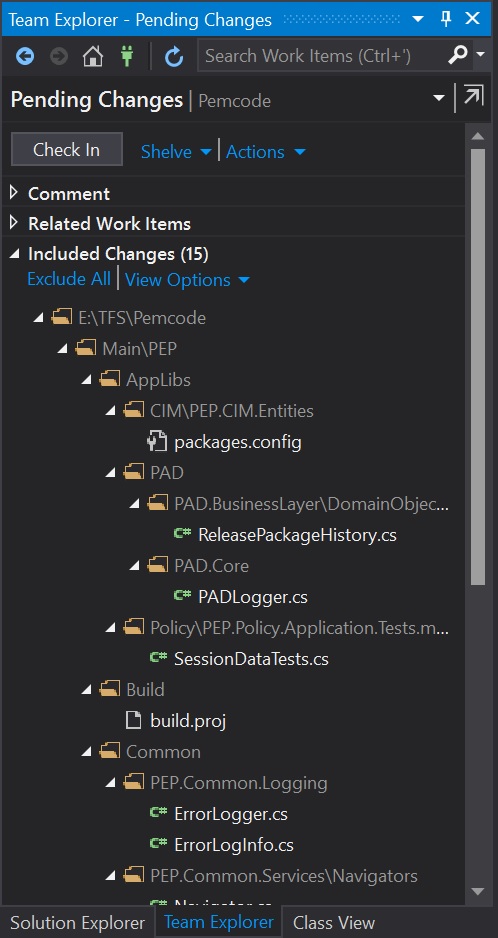 Team Explorer - Pending Changes
Search Work Items (Ctrl+')
Pending Changes | Pemcode
Check In Shelve Actions
Comment
Related Work Items
Included Changes (15)
Exclude All View Options
E:\TFS\Pemcode
Main\PEP
AppLibs
CIM\PEP.CIM.Entities
packages.config
PAD
PAD.BusinessLayer\DomainObjec...
C# ReleasePackageHistory.cs
PAD.Core
C# PADLogger.cs
Policy\PEP.Policy.Application.Tests.m...
C# SessionDataTests.cs
Build
build.proj
Common
PEP.Common.Logging
C# ErrorLogger.cs
C# ErrorLogInfo.cs
PEP.Common.Services\Navigators
C# Navigator.cs
Solution Explorer Team Explorer Class View